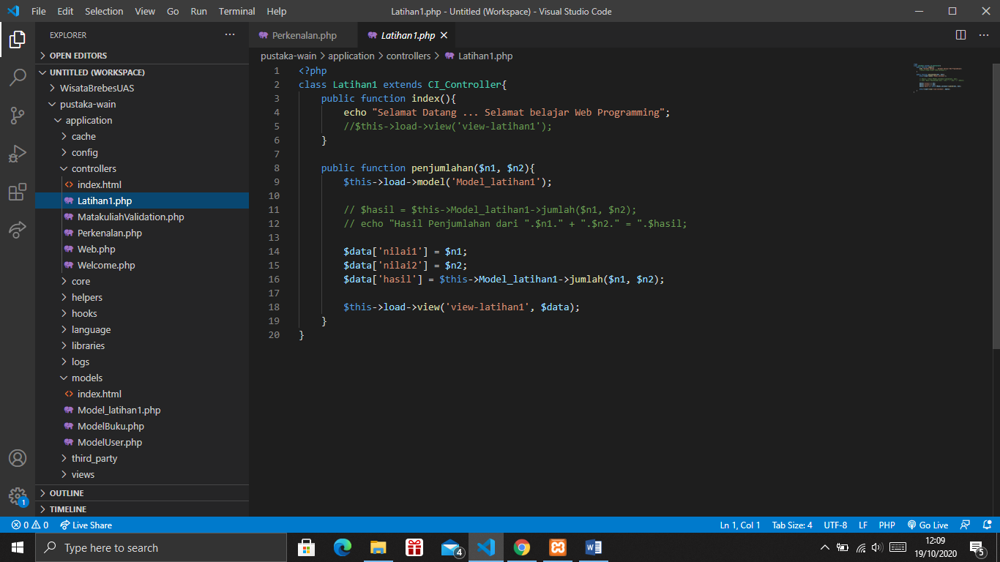 File Edit Selection View Go Run Terminal Help
Latihan1.php - Untitled (Workspace) - Visual Studio Code
EXPLORER
OPEN EDITORS
UNTITLED (WORKSPACE)
WisataBrebesUAS
pustaka-wain
application
cache
config
controllers
index.html
Latihan1.php
MatakuliahValidation.php
Perkenalan.php
Web.php
Welcome.php
core
helpers
hooks
language
libraries
logs
models
index.html
Model_latihan1.php
ModelBuku.php
ModelUser.php
third_party
views
OUTLINE
TIMELINE
1
Perkenalan.php Latihan1.php
pustaka-wain > application > controllers > Latihan1.php
1 <?php
2 class Latihan1 extends CI_Controller{
3 public function index(){
4 echo "Selamat Datang ... Selamat belajar Web Programming";
5 //$this->load->view('view-latihan1');
6 }
7
8 public function penjumlahan($n1, $n2){
9 $this->load->model('Model_latihan1');
10
11 // $hasil = $this->Model_latihan1->jumlah($n1, $n2);
12 // echo "Hasil Penjumlahan dari ".$n1." + ".$n2." = ".$hasil;
13
14 $data['nilai1'] = $n1;
15 $data['nilai2'] = $n2;
16 $data['hasil'] = $this->Model_latihan1->jumlah($n1, $n2);
17
18 $this->load->view('view-latihan1', $data);
19 }
20 }
0 0 Live Share Ln 1, Col 1 Tab Size: 4 UTF-8 LF PHP Go Live
Type here to search
4
12:09
19/10/2020
5